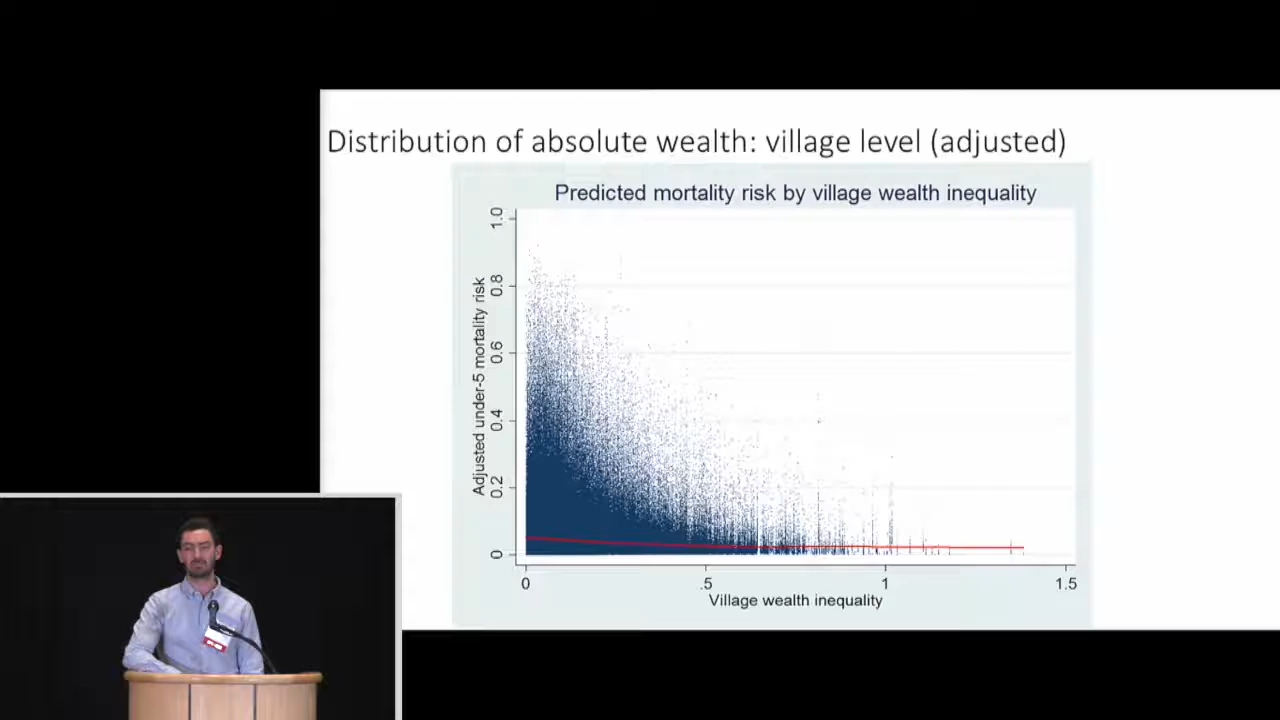 Distribution of absolute wealth: village level (adjusted)
Predicted mortality risk by village wealth inequality
Adjusted under-5 mortality risk
1.0
0.8
0.6
0.4
0.2
0
0 .5 1 1.5
Village wealth inequality